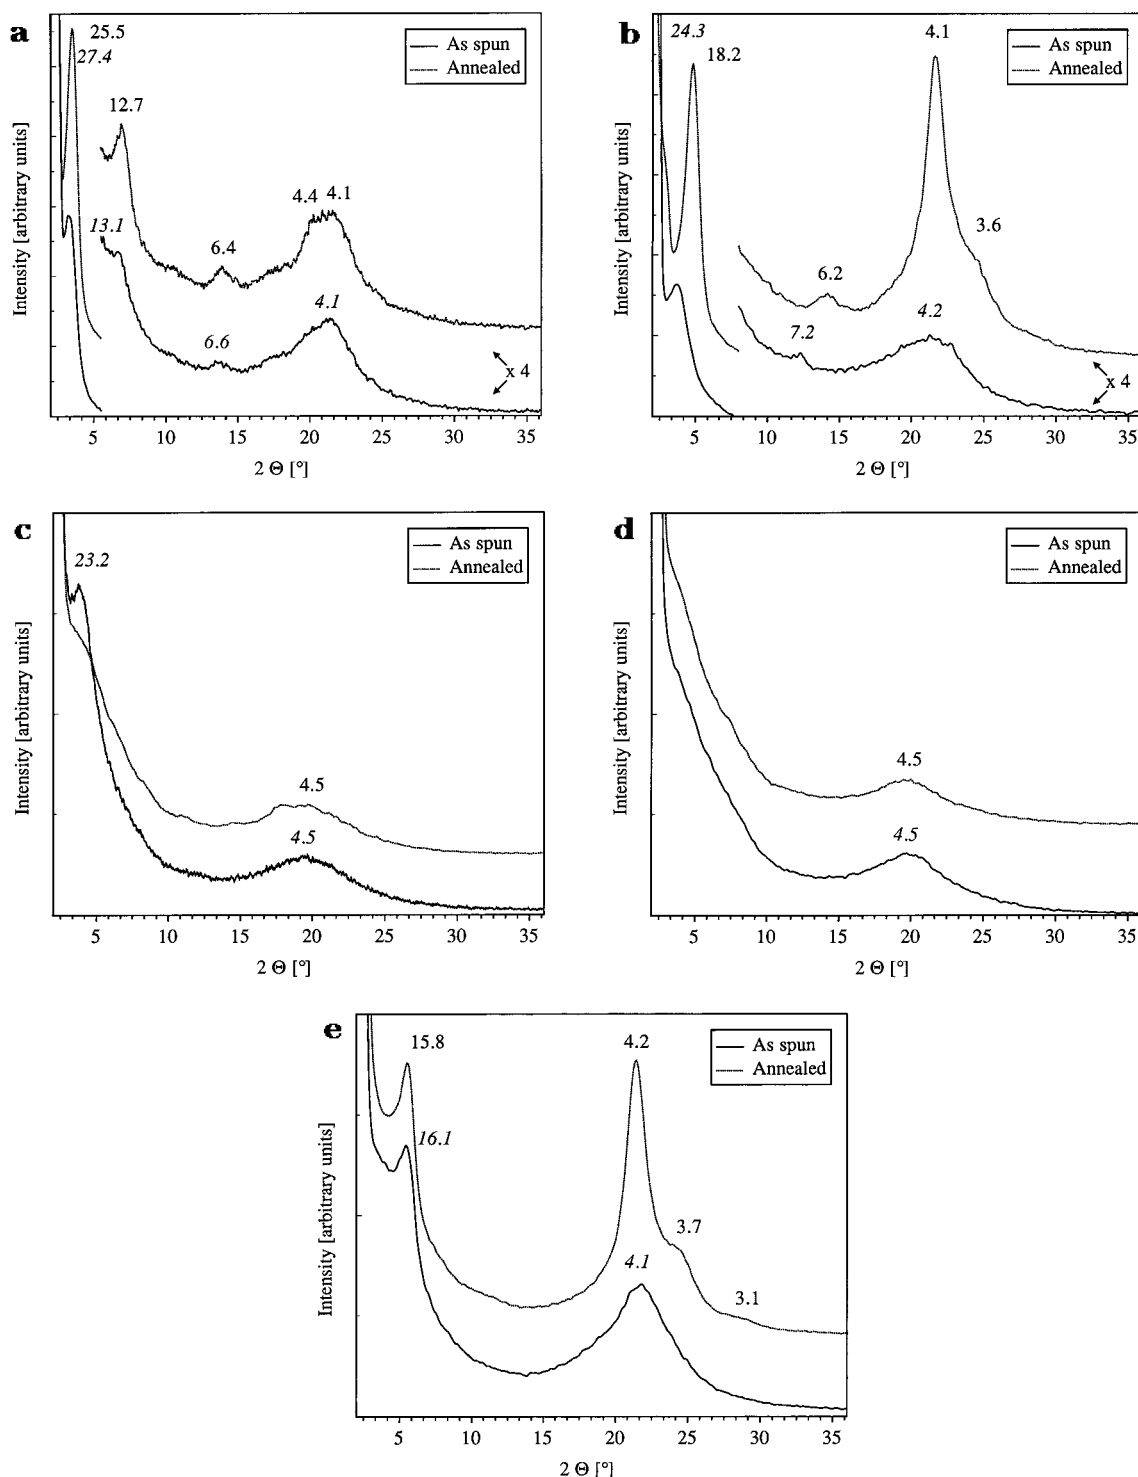 a
25.5
27.4
12.7
13.1
6.4
6.6
4.4 4.1
4.1
As spun
Annealed
x 4
Intensity [arbitrary units]
5 10 15 20 25 30 35
2 Θ [°]
b
24.3
18.2
4.1
3.6
6.2
7.2
4.2
As spun
Annealed
x 4
Intensity [arbitrary units]
5 10 15 20 25 30 35
2 Θ [°]
c
23.2
4.5
4.5
As spun
Annealed
Intensity [arbitrary units]
5 10 15 20 25 30 35
2 Θ [°]
d
4.5
4.5
As spun
Annealed
Intensity [arbitrary units]
5 10 15 20 25 30 35
2 Θ [°]
e
15.8
16.1
4.2
3.7
4.1
3.1
As spun
Annealed
Intensity [arbitrary units]
5 10 15 20 25 30 35
2 Θ [°]